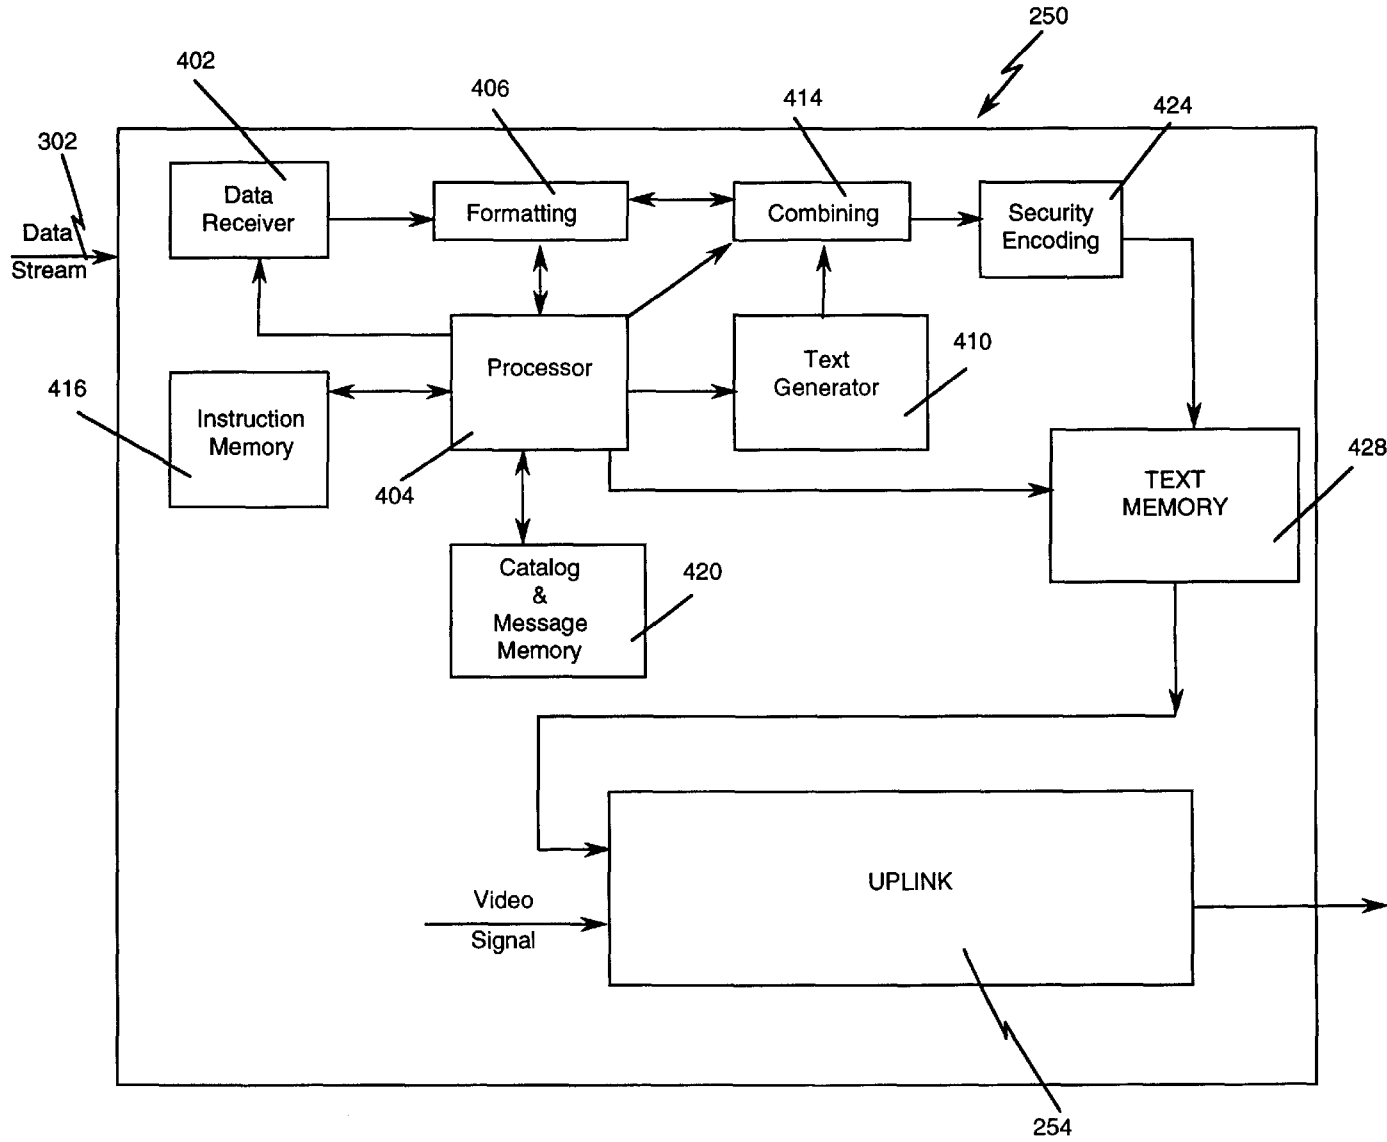 250
402
406
414
424
302
Data
Receiver
Formatting
Combining
Security
Encoding
Data
Stream
Processor
Text
Generator
410
416
Instruction
Memory
404
TEXT
MEMORY
428
Catalog
&
Message
Memory
420
UPLINK
Video
Signal
254